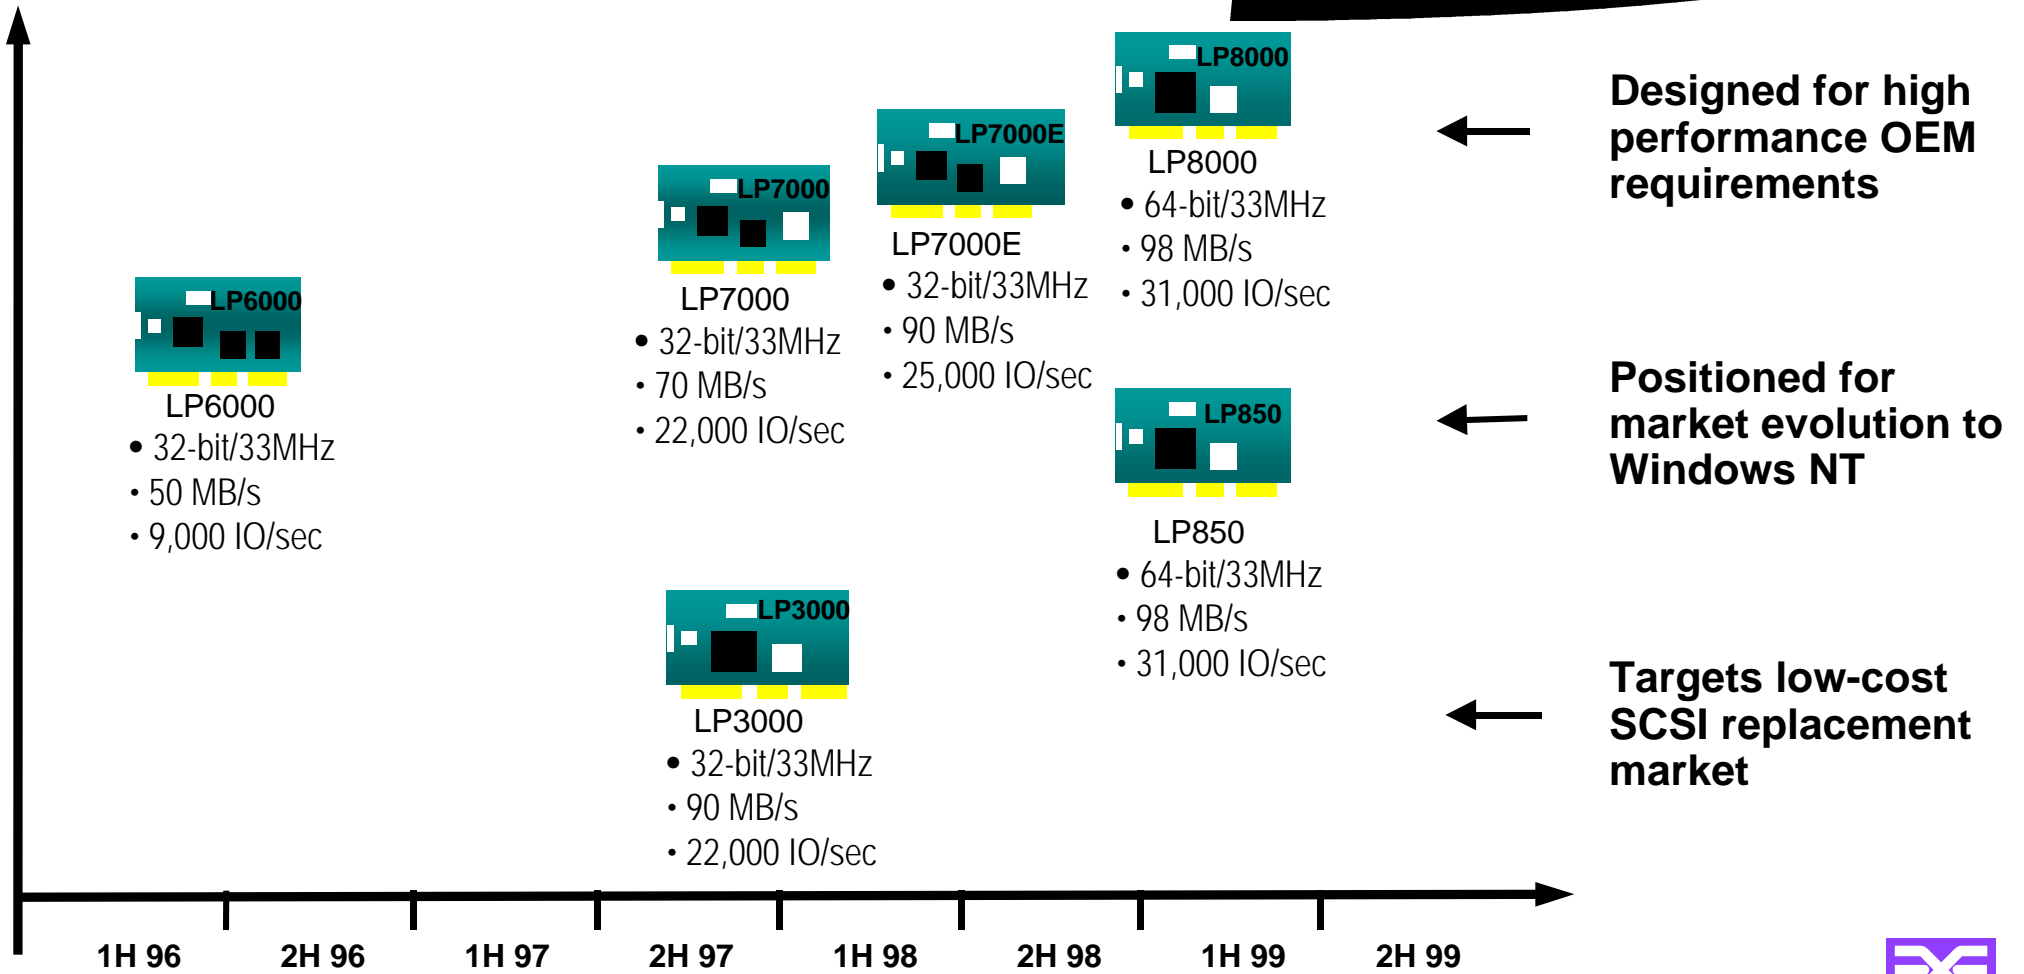 LP6000
LP6000
• 32-bit/33MHz
• 50 MB/s
• 9,000 IO/sec
LP7000
LP7000
• 32-bit/33MHz
• 70 MB/s
• 22,000 IO/sec
LP7000E
LP7000E
• 32-bit/33MHz
• 90 MB/s
• 25,000 IO/sec
LP8000
LP8000
• 64-bit/33MHz
• 98 MB/s
• 31,000 IO/sec
Designed for high
performance OEM
requirements
LP850
LP850
• 64-bit/33MHz
• 98 MB/s
• 31,000 IO/sec
Positioned for
market evolution to
Windows NT
LP3000
LP3000
• 32-bit/33MHz
• 90 MB/s
• 22,000 IO/sec
Targets low-cost
SCSI replacement
market
1H 96
2H 96
1H 97
2H 97
1H 98
2H 98
1H 99
2H 99